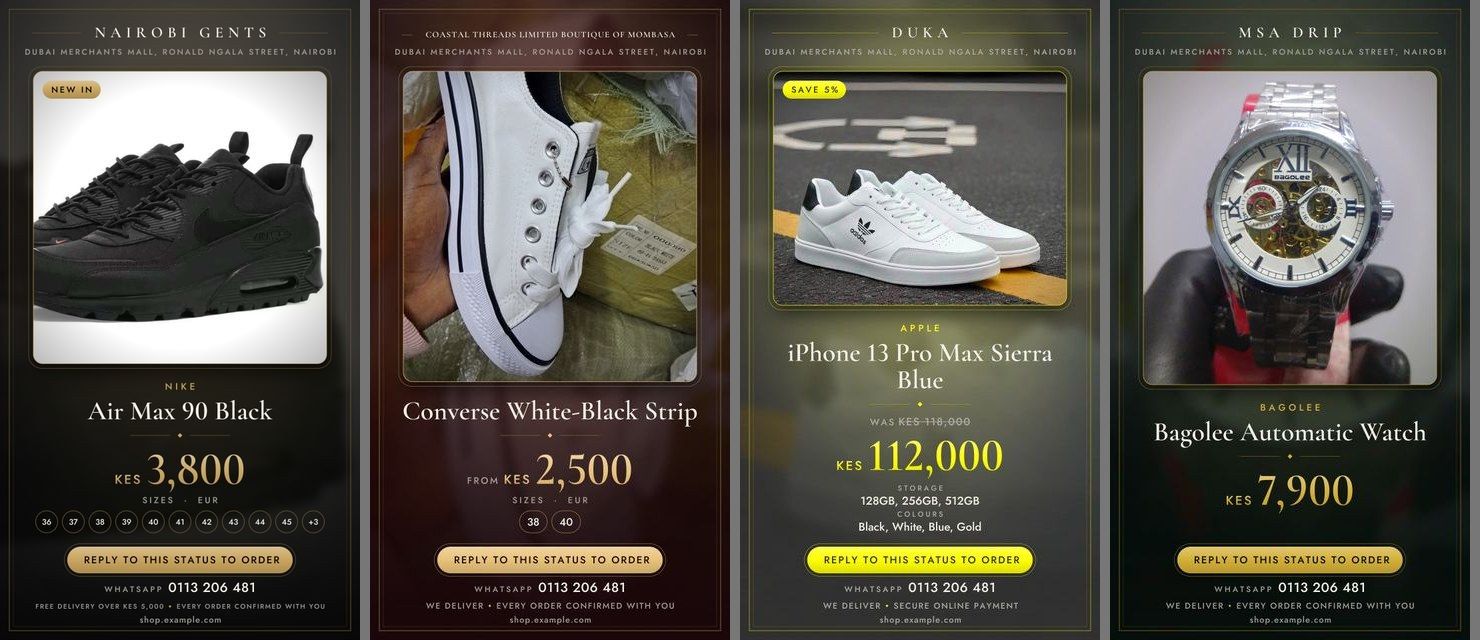 NAIROBI GENTS
DUBAI MERCHANTS MALL, RONALD NGALA STREET, NAIROBI
NEW IN
NIKE
Air Max 90 Black
KES 3,800
SIZES · EUR
36 37 38 39 40 41 42 43 44 45 +3
REPLY TO THIS STATUS TO ORDER
WHATSAPP 0113 206 481
FREE DELIVERY OVER KES 5,000 • EVERY ORDER CONFIRMED WITH YOU
shop.example.com
COASTAL THREADS LIMITED BOUTIQUE OF MOMBASA
DUBAI MERCHANTS MALL, RONALD NGALA STREET, NAIROBI
Converse White-Black Strip
FROM KES 2,500
SIZES · EUR
38 40
REPLY TO THIS STATUS TO ORDER
WHATSAPP 0113 206 481
WE DELIVER • EVERY ORDER CONFIRMED WITH YOU
shop.example.com
DUKA
DUBAI MERCHANTS MALL, RONALD NGALA STREET, NAIROBI
SAVE 5%
adidas
APPLE
iPhone 13 Pro Max Sierra
Blue
WAS KES 118,000
KES 112,000
STORAGE
128GB, 256GB, 512GB
COLOURS
Black, White, Blue, Gold
REPLY TO THIS STATUS TO ORDER
WHATSAPP 0113 206 481
WE DELIVER • SECURE ONLINE PAYMENT
shop.example.com
MSA DRIP
DUBAI MERCHANTS MALL, RONALD NGALA STREET, NAIROBI
XII
BAGOLEE
BAGOLEE
Bagolee Automatic Watch
KES 7,900
REPLY TO THIS STATUS TO ORDER
WHATSAPP 0113 206 481
WE DELIVER • EVERY ORDER CONFIRMED WITH YOU
shop.example.com